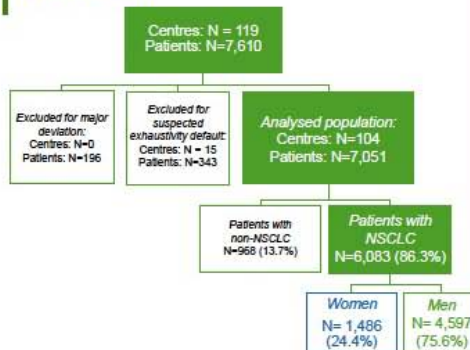 Centres: N = 119
Patients: N=7,610
Excluded for major
deviation:
Centres: N=0
Patients: N=196
Excluded for
suspected
exhaustivity default:
Centres: N = 15
Patients: N=343
Analysed population:
Centres: N=104
Patients: N=7,051
Patients with
non-NSCLC
N=968 (13.7%)
Patients with
NSCLC
N=6,083 (86.3%)
Women
N= 1,486
(24.4%)
Men
N= 4,597
(75.6%)